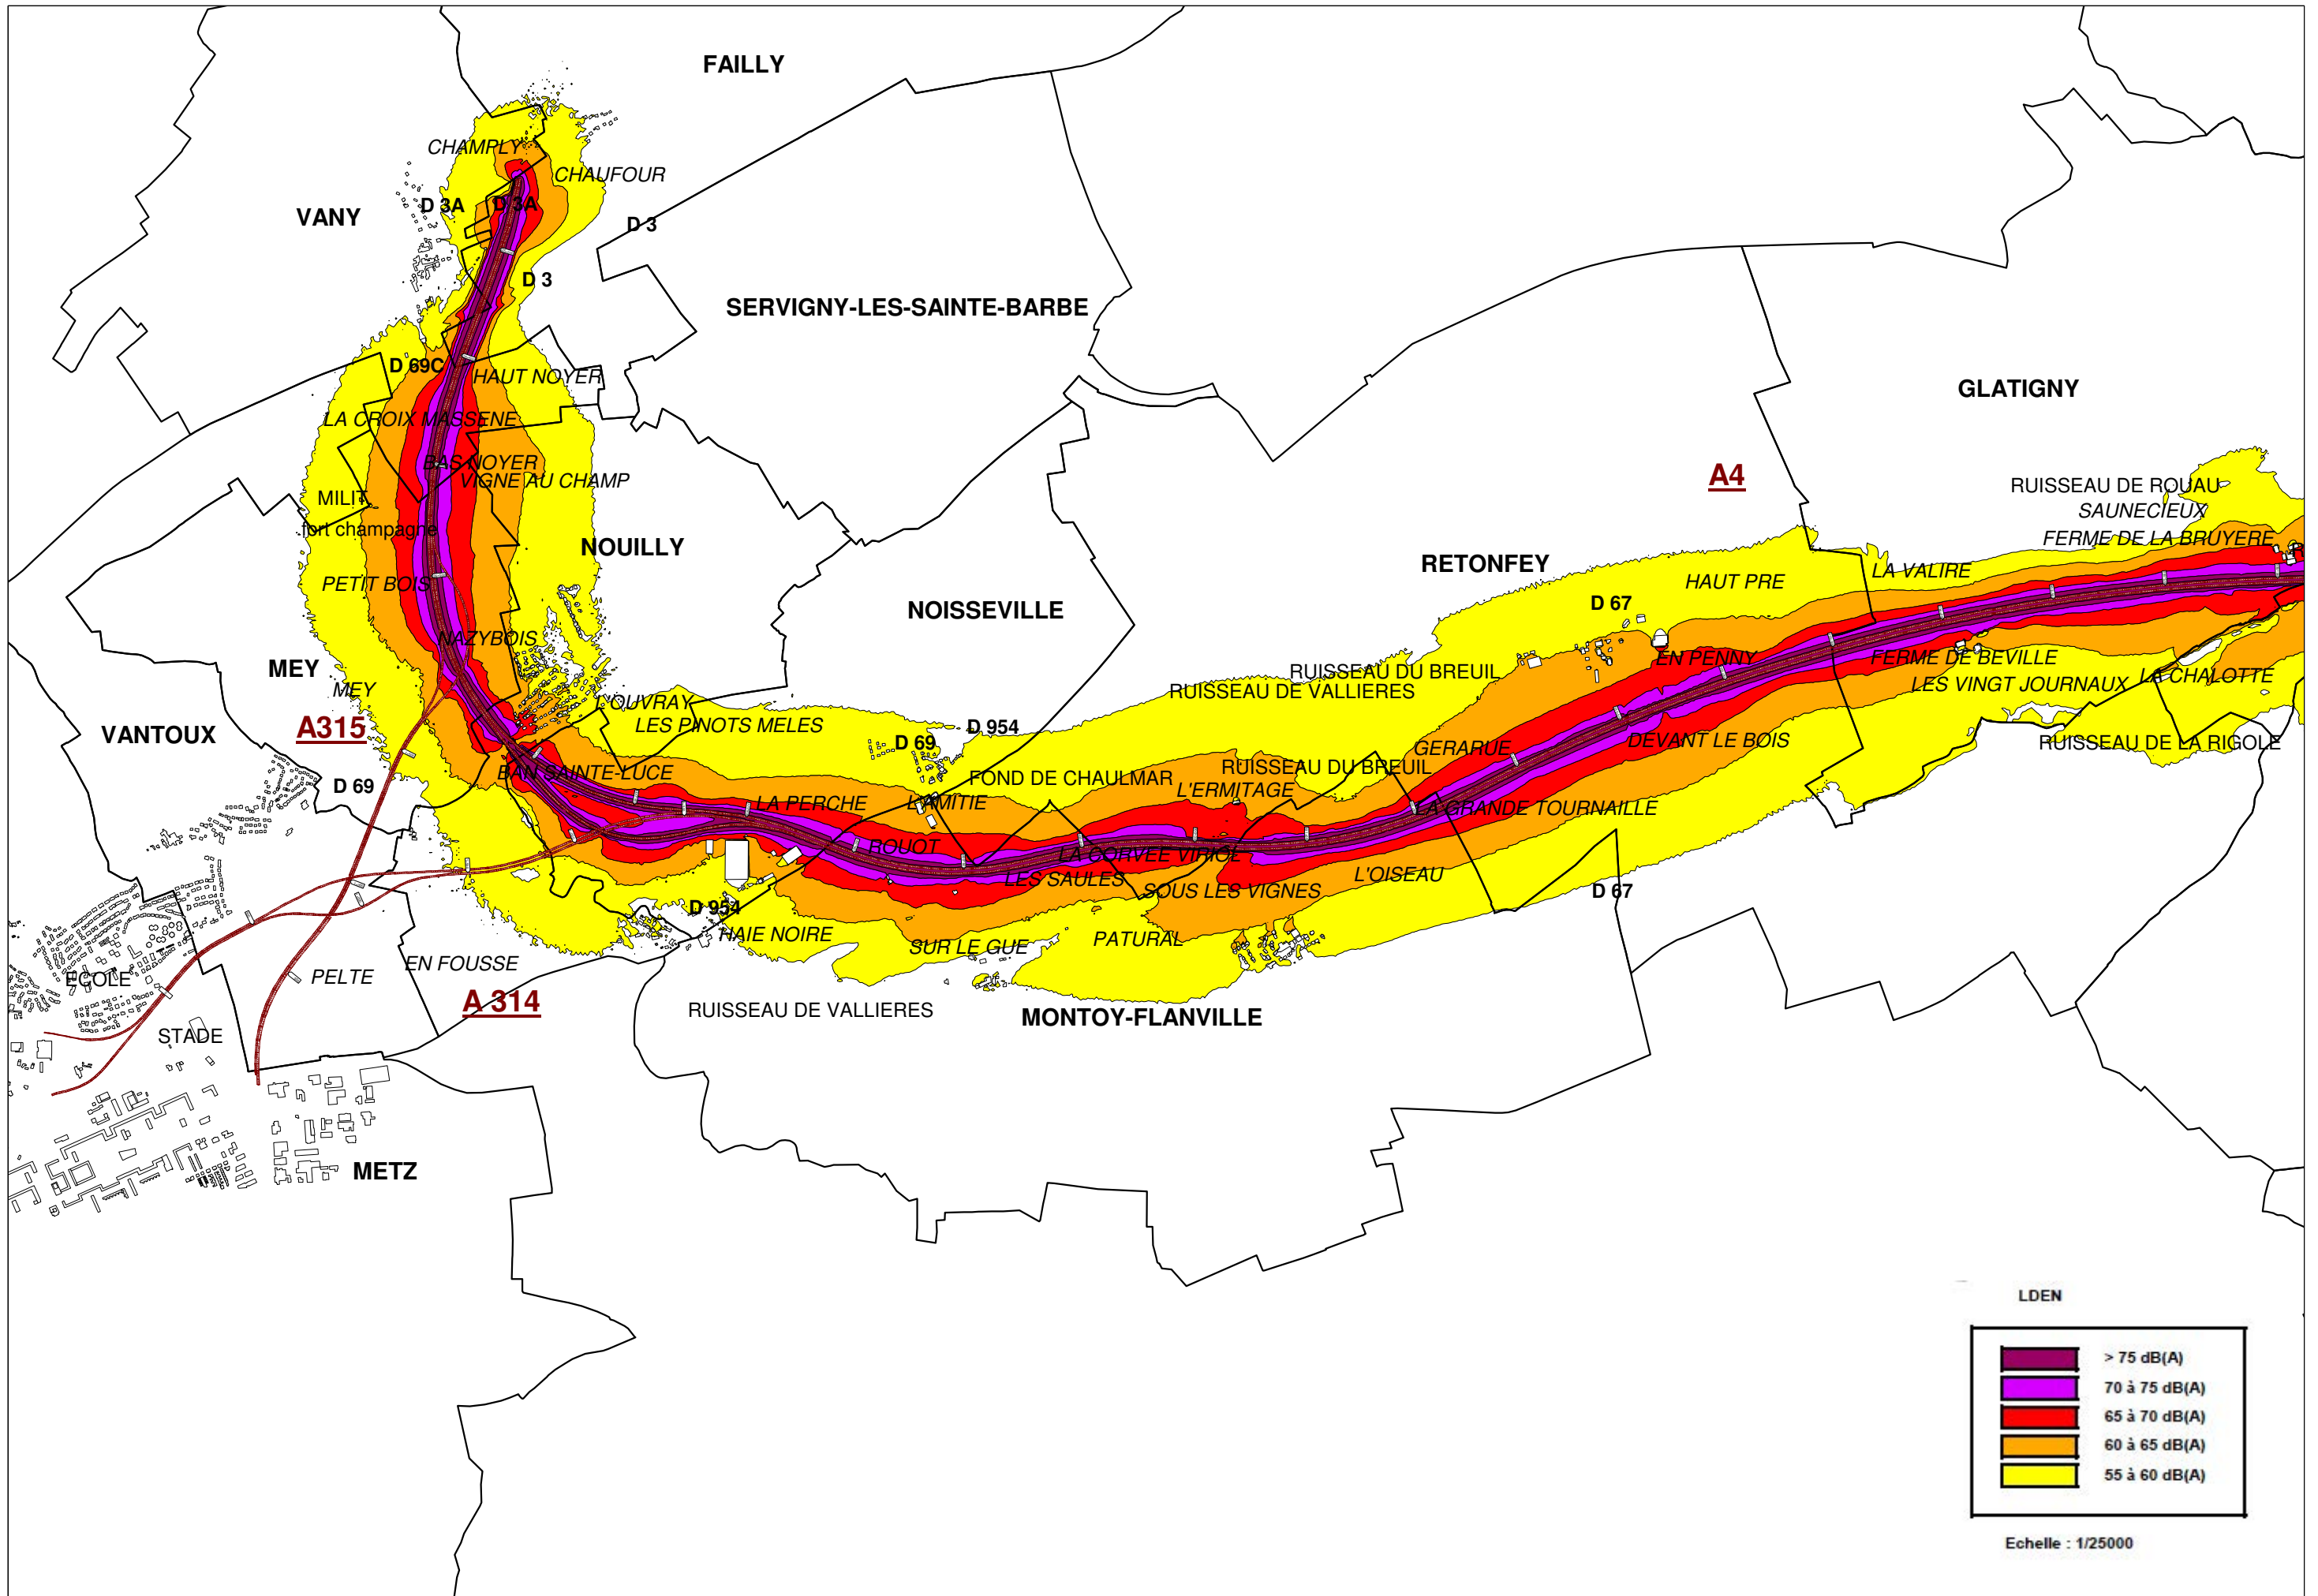 FAILLY
CHAMPLY
CHAUFOUR
VANY
D 3A
D 3A
D 3
D 3
SERVIGNY-LES-SAINTE-BARBE
D 69C
HAUT NOYER
GLATIGNY
LA CROIX MASSENE
BAS NOYER
VIGNE AU CHAMP
A4
RUISSEAU DE ROUAU
SAUNECIEUX
MILIT.
fort champagne
FERME DE LA BRUYERE
NOUILLY
RETONFEY
LA VALIRE
PETIT BOIS
HAUT PRE
NOISSEVILLE
D 67
NAZYBOIS
MEY
MEY
RUISSEAU DU BREUIL
RUISSEAU DE VALLIERES
EN PENNY
FERME DE BEVILLE
LES VINGT JOURNAUX
LA CHALOTTE
L'OUVRAY
LES PINOTS MELES
VANTOUX
A315
D 69
D 954
DEVANT LE BOIS
RUISSEAU DE LA RIGOLE
GERARUE
BAN SAINTE-LUCE
FOND DE CHAULMAR
RUISSEAU DU BREUIL
L'ERMITAGE
D 69
LA PERCHE
L'AMITIE
LA GRANDE TOURNAILLE
ROUOT
LA CORVEE VIRIOL
LES SAULES
SOUS LES VIGNES
L'OISEAU
D 67
D 954
HAIE NOIRE
SUR LE GUE
PATURAL
ECOLE
PELTE
EN FOUSSE
A 314
RUISSEAU DE VALLIERES
MONTOY-FLANVILLE
STADE
METZ
LDEN
> 75 dB(A)
70 à 75 dB(A)
65 à 70 dB(A)
60 à 65 dB(A)
55 à 60 dB(A)
Echelle : 1/25000